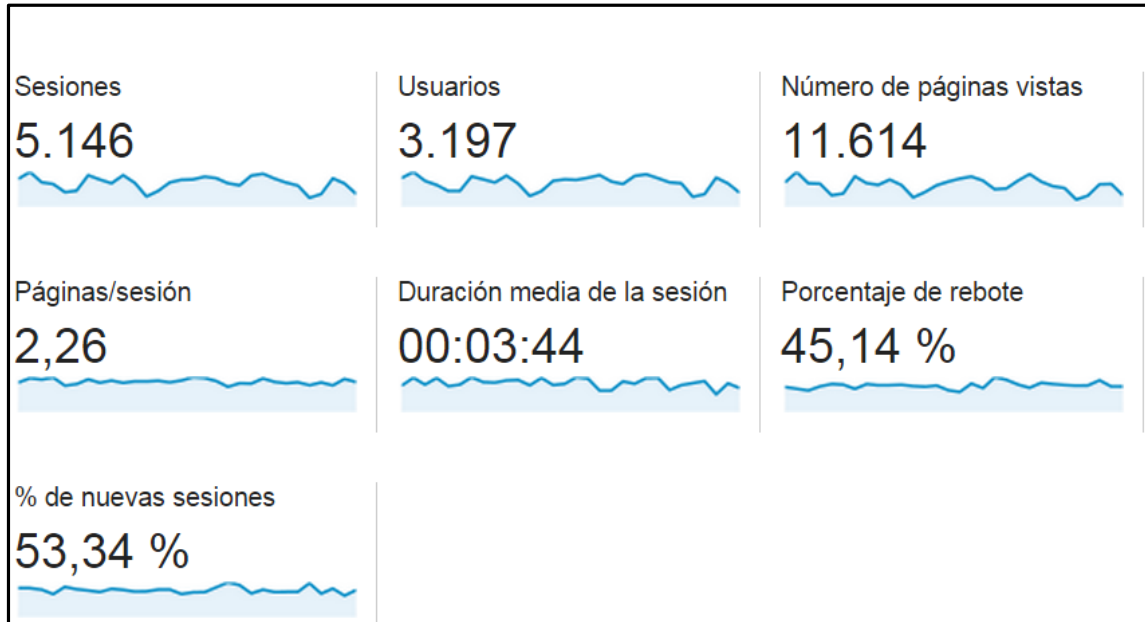 Sesiones
5.146
Usuarios
3.197
Número de páginas vistas
11.614
Páginas/sesión
2,26
Duración media de la sesión
00:03:44
Porcentaje de rebote
45,14 %
% de nuevas sesiones
53,34 %